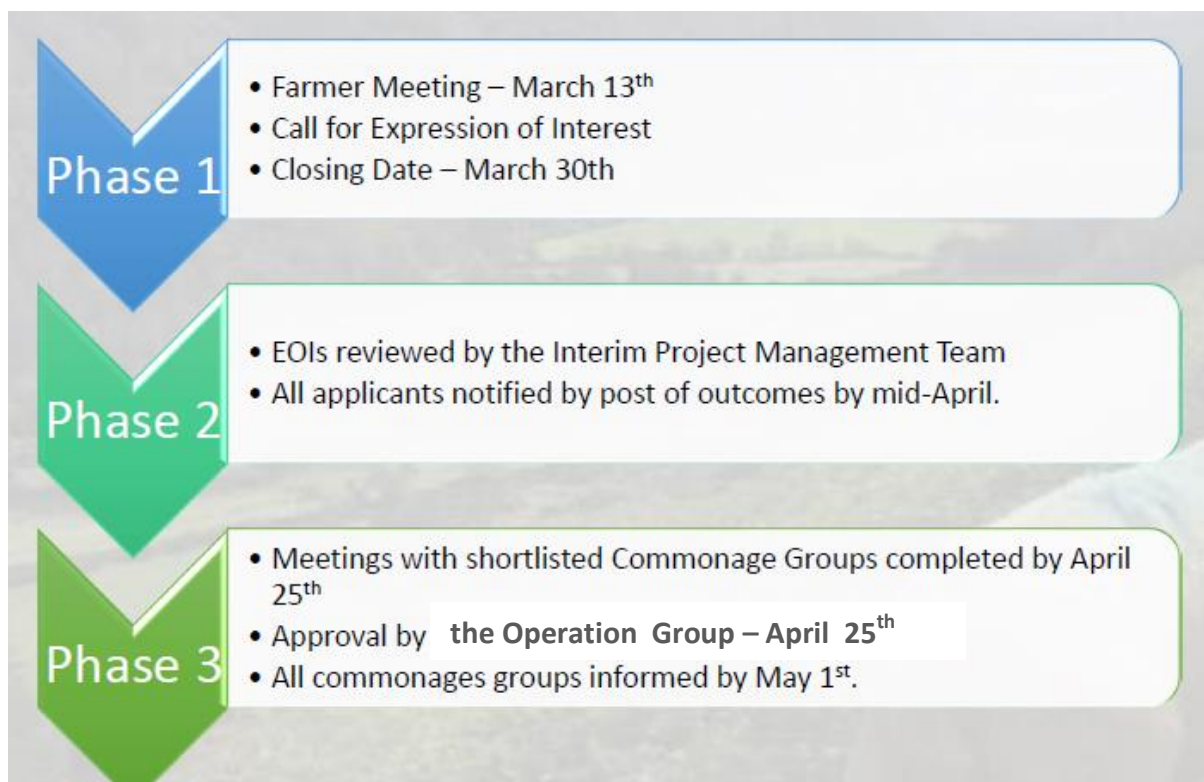 Phase 1
• Farmer Meeting – March 13th
• Call for Expression of Interest
• Closing Date – March 30th
Phase 2
• EOIs reviewed by the Interim Project Management Team
• All applicants notified by post of outcomes by mid-April.
Phase 3
• Meetings with shortlisted Commonage Groups completed by April
25th
• Approval by the Operation Group – April 25th
• All commonages groups informed by May 1st.